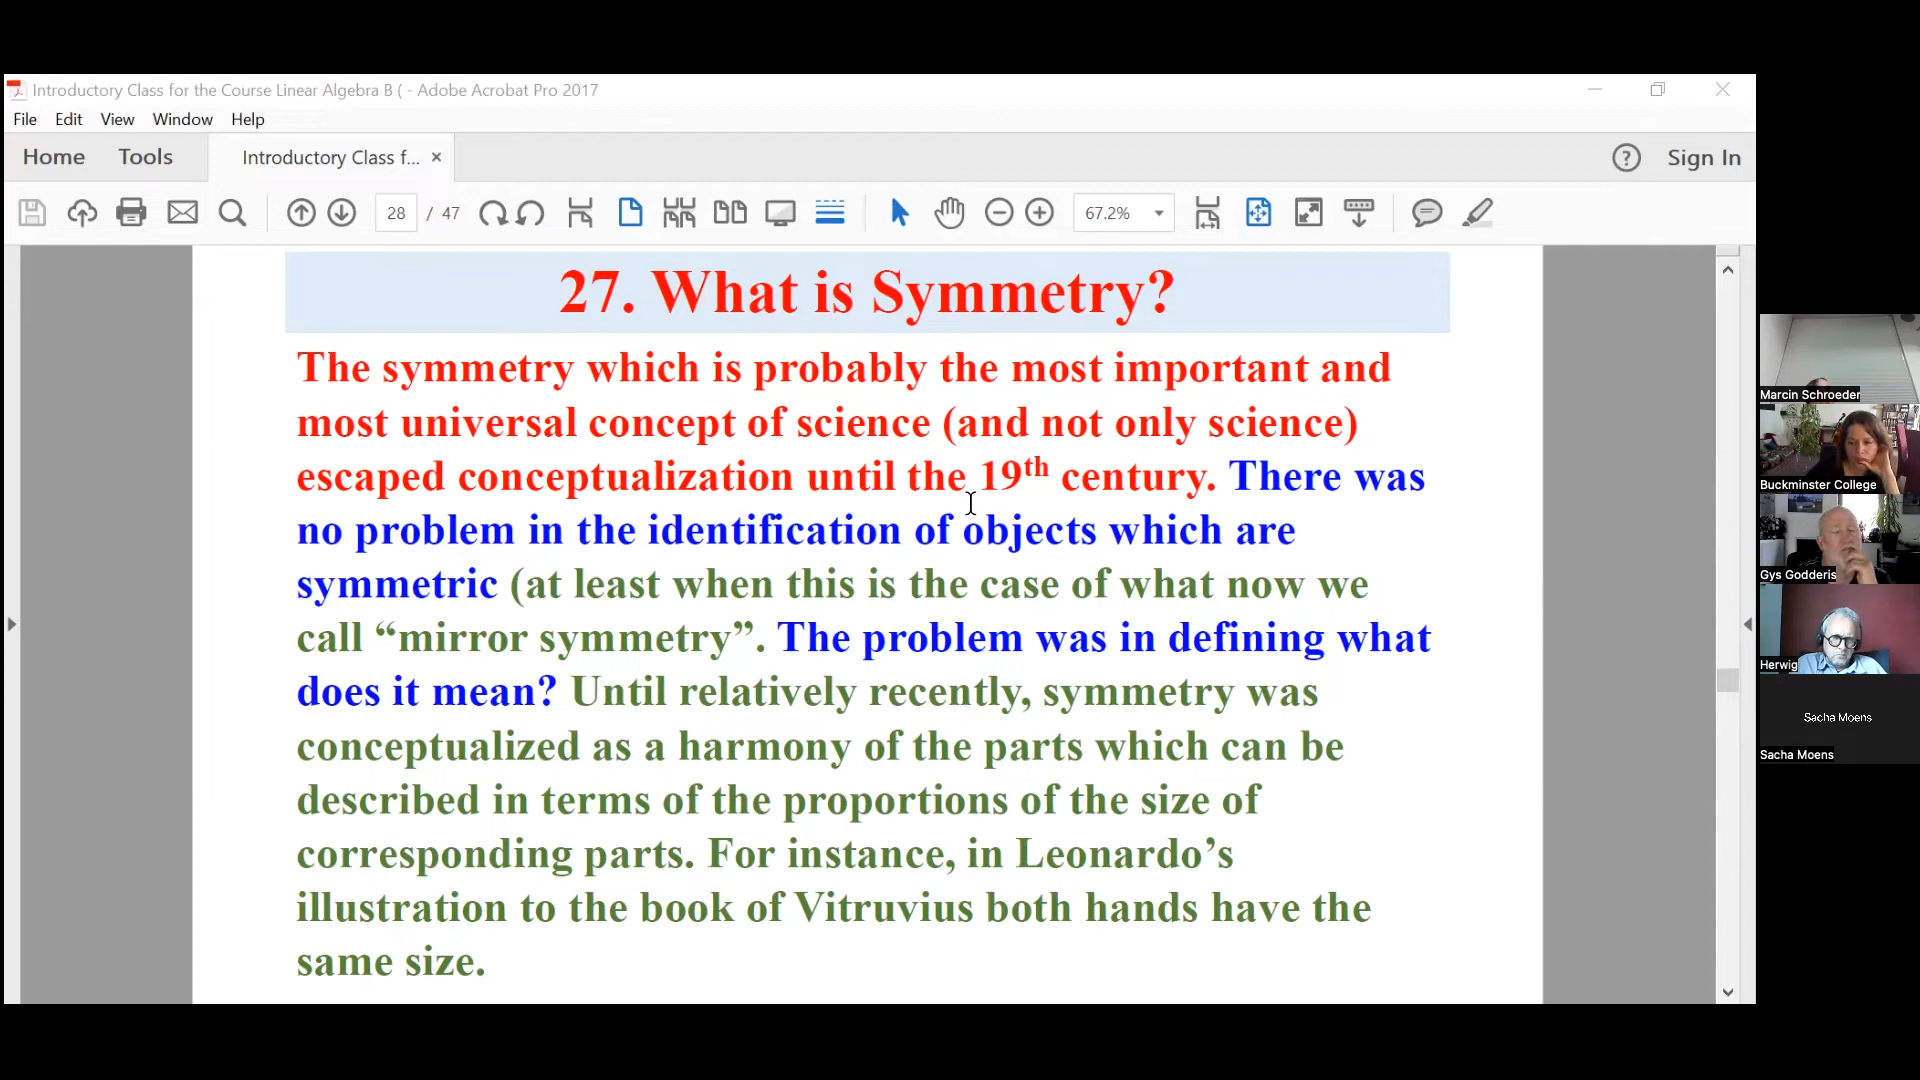 Introductory Class for the Course Linear Algebra B ( - Adobe Acrobat Pro 2017
File Edit View Window Help
Home Tools Introductory Class f... × Sign In
28 / 47 67.2%
27. What is Symmetry?
The symmetry which is probably the most important and
most universal concept of science (and not only science)
escaped conceptualization until the 19th century. There was
no problem in the identification of objects which are
symmetric (at least when this is the case of what now we
call “mirror symmetry”. The problem was in defining what
does it mean? Until relatively recently, symmetry was
conceptualized as a harmony of the parts which can be
described in terms of the proportions of the size of
corresponding parts. For instance, in Leonardo’s
illustration to the book of Vitruvius both hands have the
same size.
Marcin Schroeder
Buckminster College
Gys Godderis
Herwig
Sacha Moens
Sacha Moens